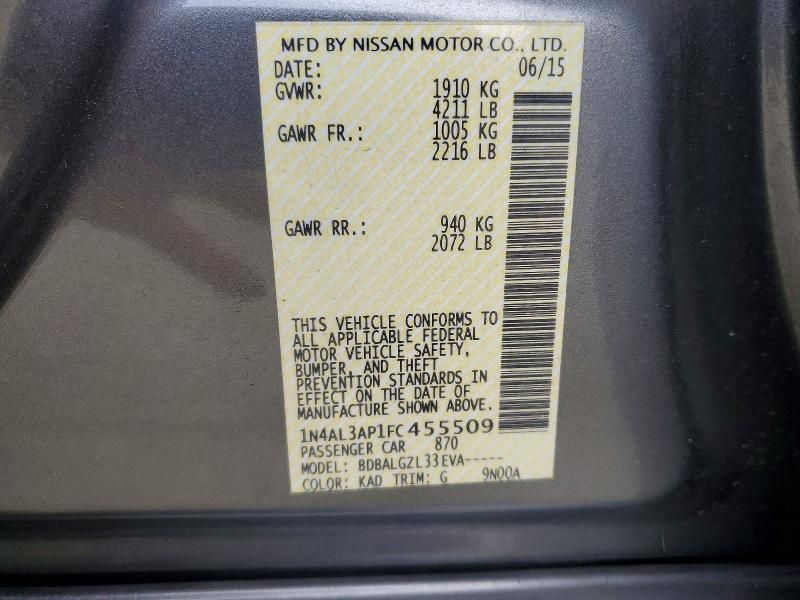 MFD BY NISSAN MOTOR CO., LTD.
DATE: 06/15
GVWR: 1910 KG
4211 LB
GAWR FR.: 1005 KG
2216 LB
GAWR RR.: 940 KG
2072 LB
THIS VEHICLE CONFORMS TO
ALL APPLICABLE FEDERAL
MOTOR VEHICLE SAFETY,
BUMPER, AND THEFT
PREVENTION STANDARDS IN
EFFECT ON THE DATE OF
MANUFACTURE SHOWN ABOVE.
1N4AL3AP1FC455509
PASSENGER CAR 870
MODEL: BDBALGZL33EVA-----
COLOR: KAD TRIM: G 9N00A